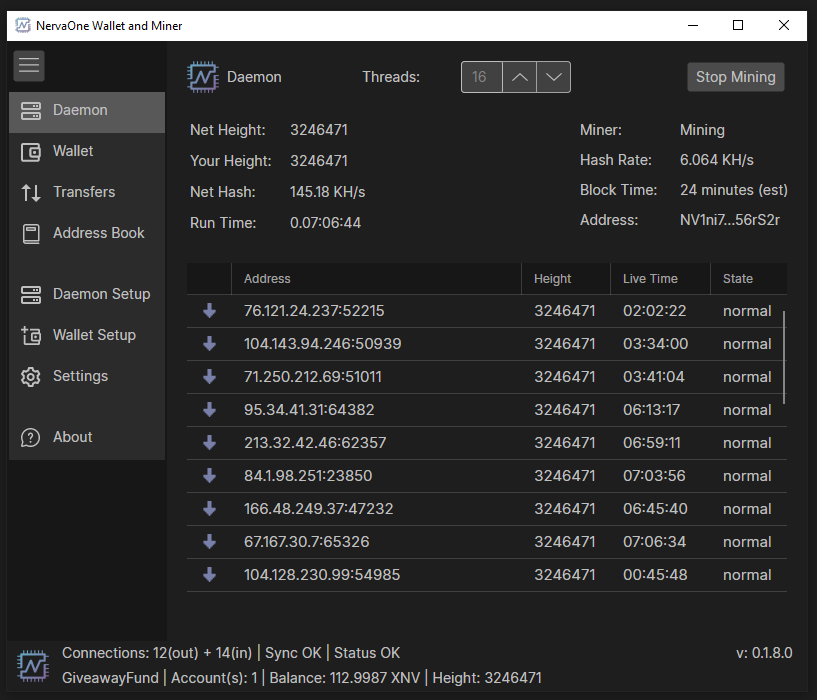 NervaOne Wallet and Miner
Daemon
Wallet
Transfers
Address Book
Daemon Setup
Wallet Setup
Settings
About
Daemon Threads: 16 Stop Mining
Net Height: 3246471
Your Height: 3246471
Net Hash: 145.18 KH/s
Run Time: 0.07:06:44
Miner: Mining
Hash Rate: 6.064 KH/s
Block Time: 24 minutes (est)
Address: NV1ni7...56rS2r
Address Height Live Time State
76.121.24.237:52215 3246471 02:02:22 normal
104.143.94.246:50939 3246471 03:34:00 normal
71.250.212.69:51011 3246471 03:41:04 normal
95.34.41.31:64382 3246471 06:13:17 normal
213.32.42.46:62357 3246471 06:59:11 normal
84.1.98.251:23850 3246471 07:03:56 normal
166.48.249.37:47232 3246471 06:45:40 normal
67.167.30.7:65326 3246471 07:06:34 normal
104.128.230.99:54985 3246471 00:45:48 normal
Connections: 12(out) + 14(in) | Sync OK | Status OK v: 0.1.8.0
GiveawayFund | Account(s): 1 | Balance: 112.9987 XNV | Height: 3246471